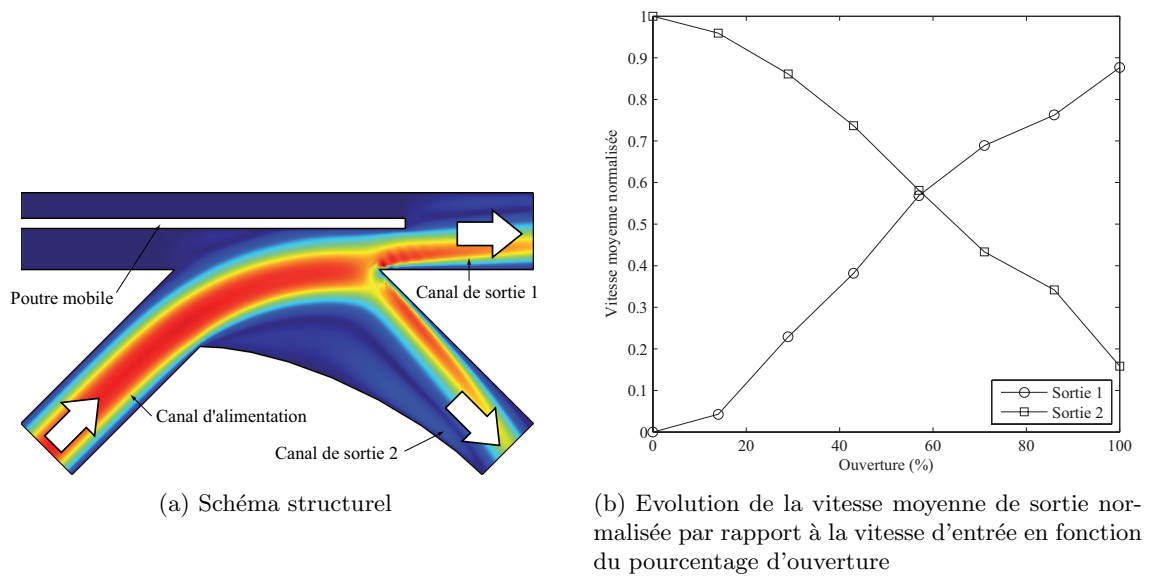 Poutre mobile
Canal de sortie 1
Canal d'alimentation
Canal de sortie 2
(a) Schéma structurel
1
0.9
0.8
0.7
0.6
0.5
0.4
0.3
0.2
0.1
0
Vitesse moyenne normalisée
0 20 40 60 80 100
Ouverture (%)
Sortie 1
Sortie 2
(b) Evolution de la vitesse moyenne de sortie nor-
malisée par rapport à la vitesse d'entrée en fonction
du pourcentage d'ouverture